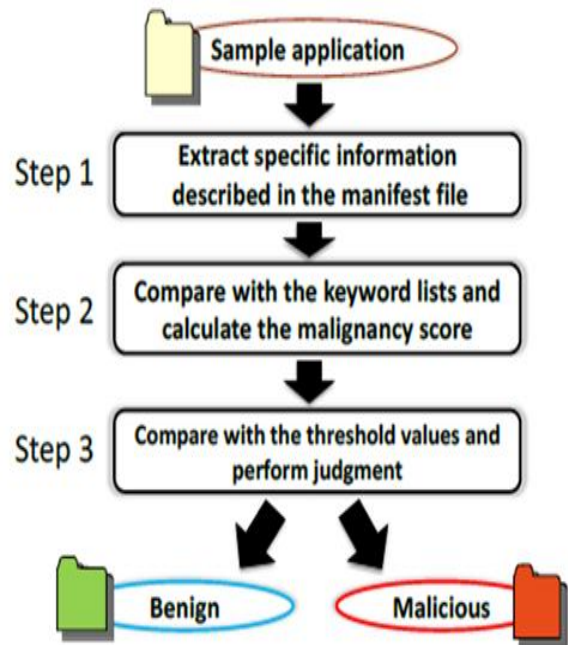 Sample application
Step 1
Extract specific information
described in the manifest file
Step 2
Compare with the keyword lists and
calculate the malignancy score
Step 3
Compare with the threshold values and
perform judgment
Benign
Malicious